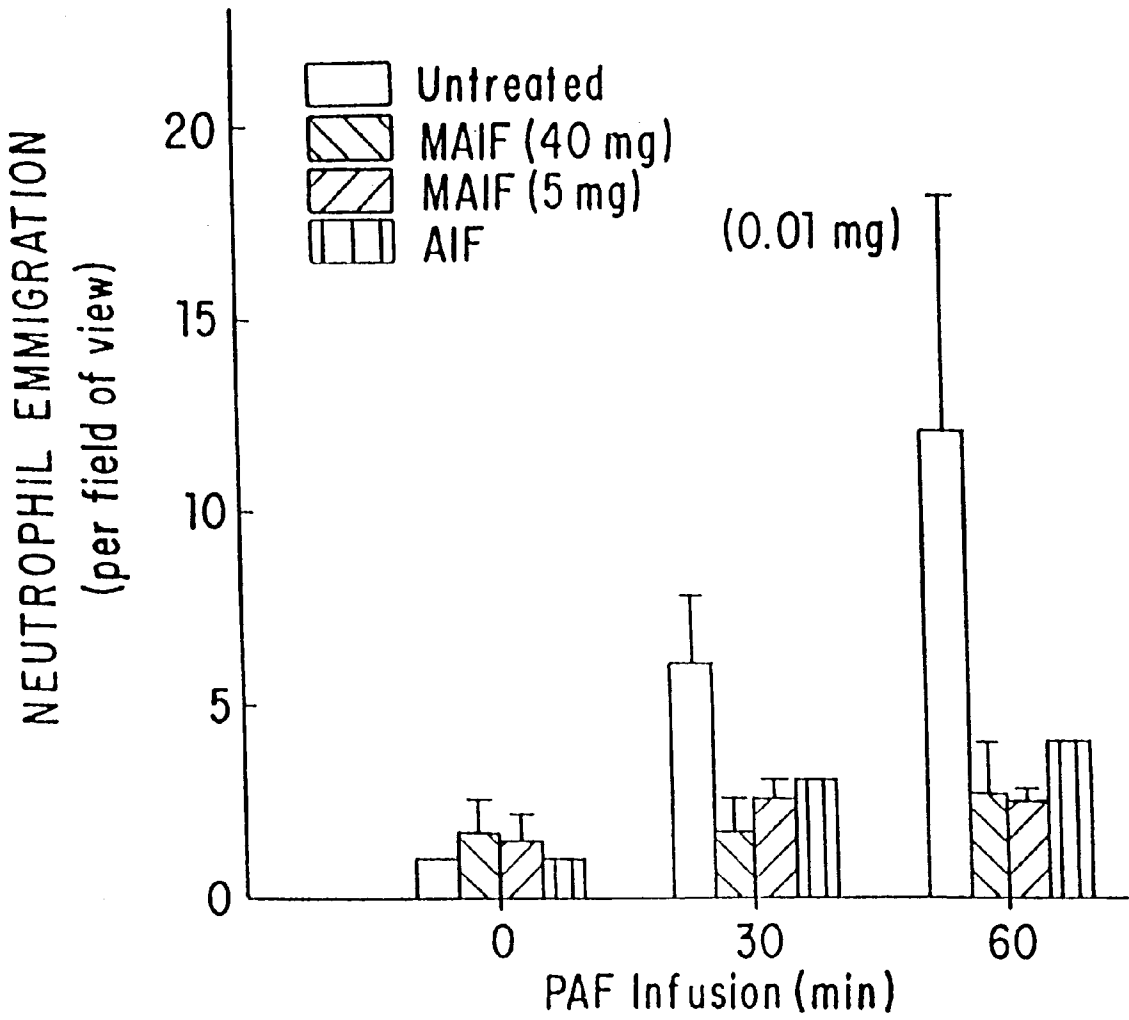 NEUTROPHIL EMMIGRATION
(per field of view)
20
15
10
5
0
Untreated
MAIF (40 mg)
MAIF (5 mg)
AIF
(0.01 mg)
0 30 60
PAF Infusion (min)